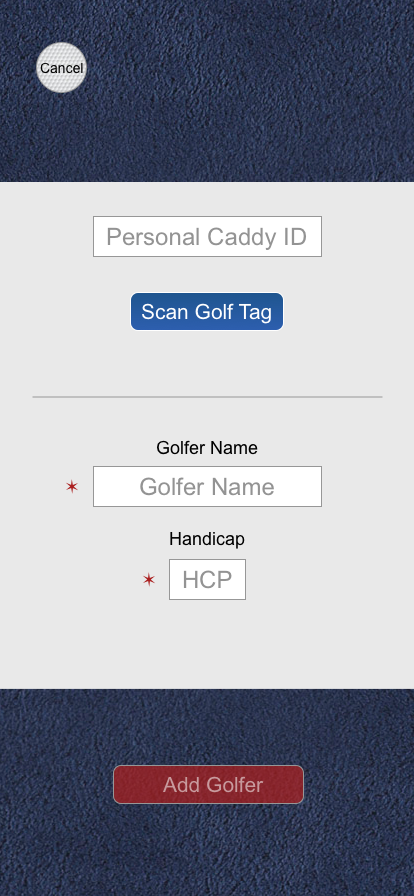 Cancel
Personal Caddy ID
Scan Golf Tag
Golfer Name
✶ Golfer Name
Handicap
✶ HCP
Add Golfer